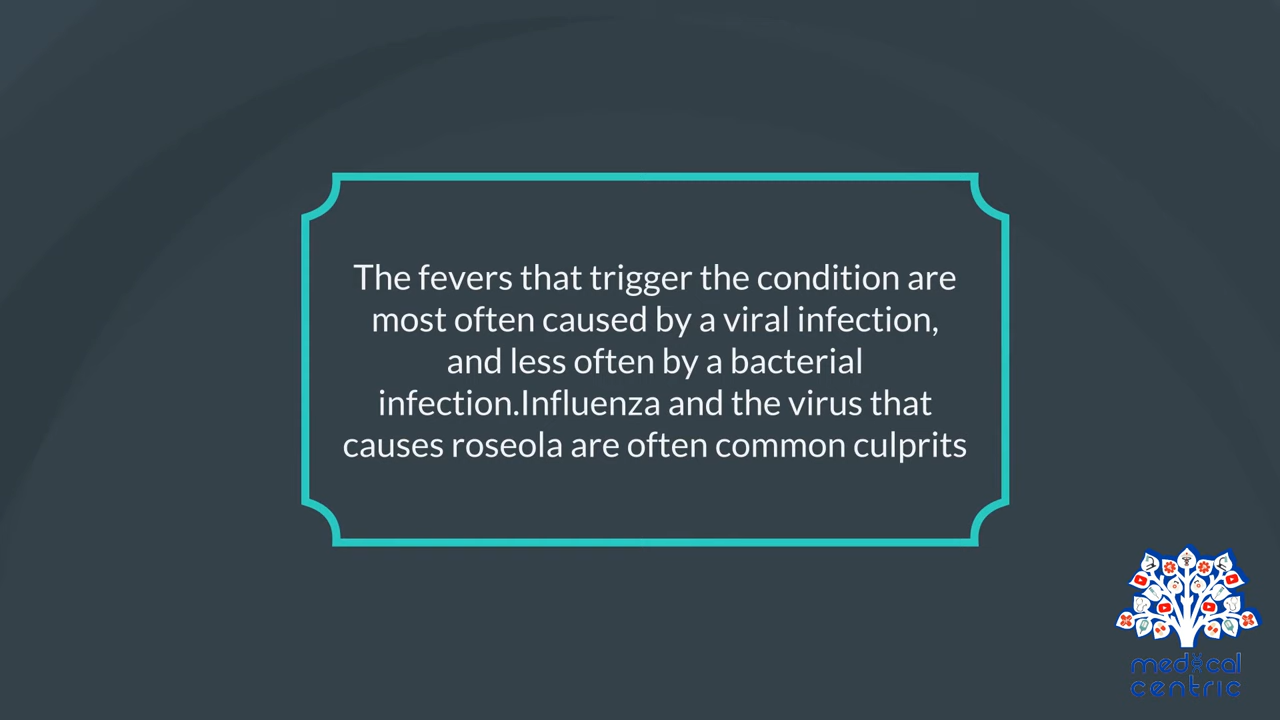 The fevers that trigger the condition are
most often caused by a viral infection,
and less often by a bacterial
infection.Influenza and the virus that
causes roseola are often common culprits
medical
centric